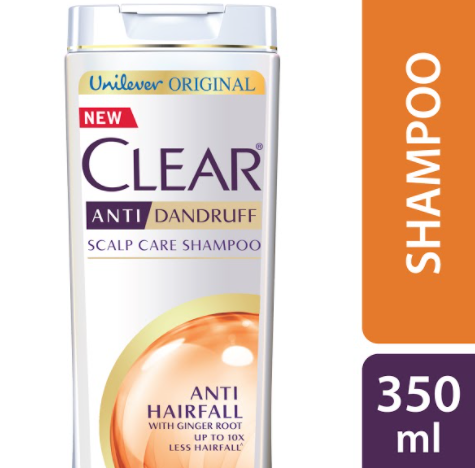 Unilever ORIGINAL
NEW
CLEAR®
ANTI DANDRUFF
SCALP CARE SHAMPOO
ANTI
HAIRFALL
WITH GINGER ROOT
UP TO 10X
LESS HAIRFALL^
SHAMPOO
350
ml